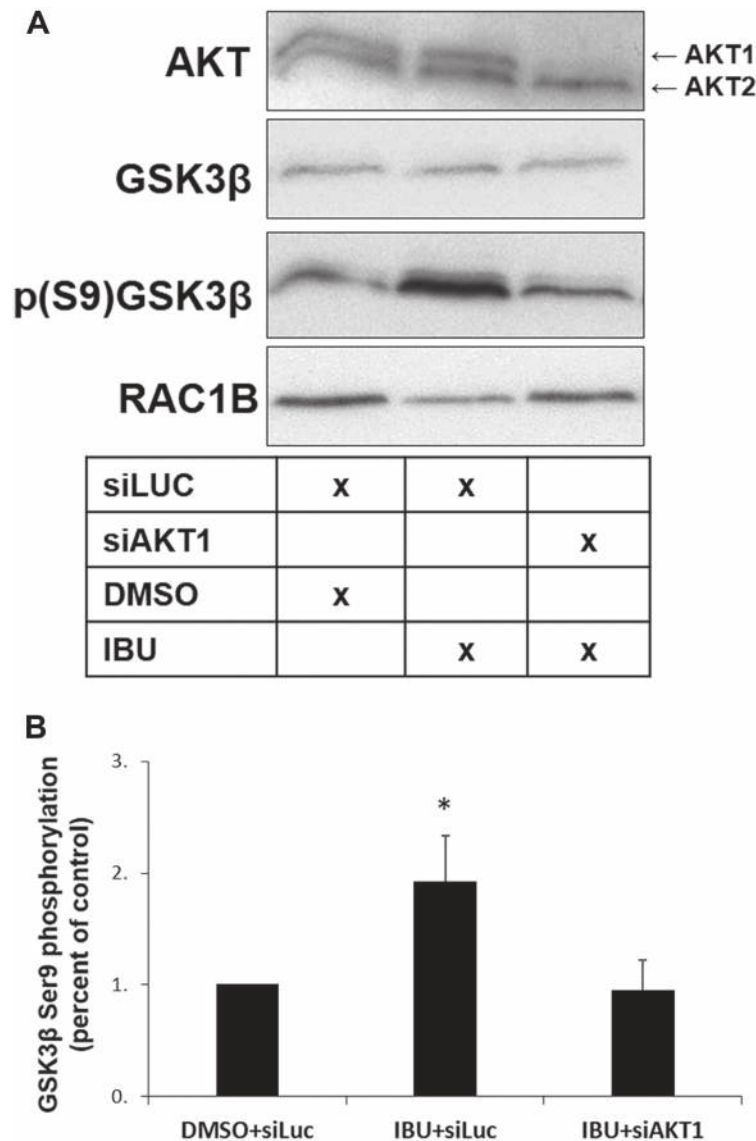 A
AKT
← AKT1
← AKT2
GSK3β
p(S9)GSK3β
RAC1B
siLUC x x
siAKT1 x
DMSO x
IBU x x
B
GSK3β Ser9 phosphorylation
(percent of control)
3.
2.
1.
0.
*
DMSO+siLuc IBU+siLuc IBU+siAKT1